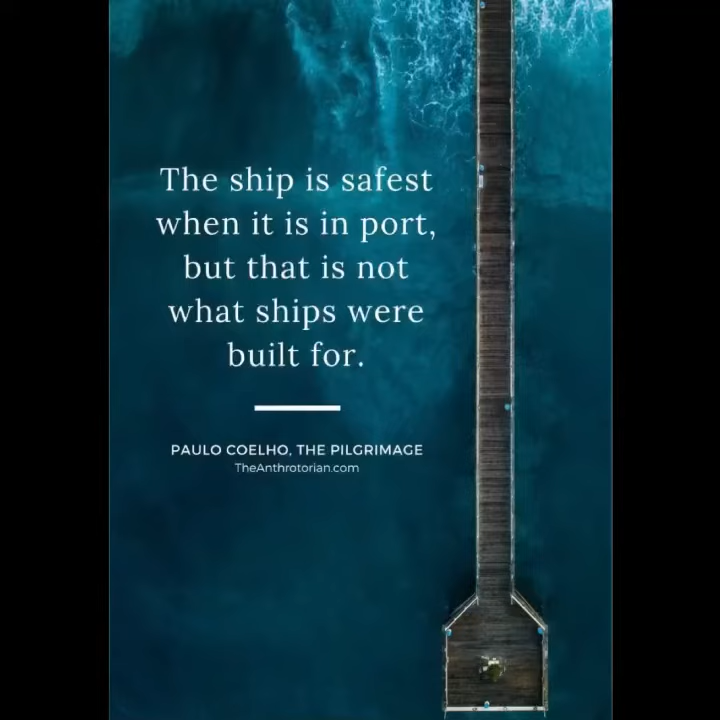 The ship is safest
when it is in port,
but that is not
what ships were
built for.
PAULO COELHO, THE PILGRIMAGE
TheAnthrotorian.com